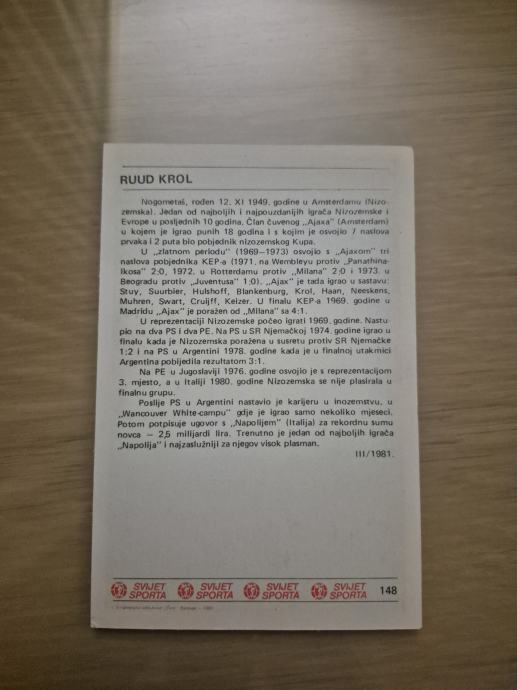 RUUD KROL
Nogometaš, rođen 12. XI 1949. godine u Amsterdamu (Nizo-
zemska). Jedan od najboljih i najpouzdanijih igrača Nizozemske i
Evrope u posljednih 10 godina. Član čuvenog „Ajaxa" (Amsterdam)
u kojem je igrao punih 18 godina i s kojim je osvojio 7 naslova
prvaka i 2 puta bio pobjednik nizozemskog Kupa.
U „zlatnom periodu" (1969—1973) osvojio s „Ajaxom" tri
naslova pobjednika KEP-a (1971. na Wembleyu protiv „Panathina-
Ikosa" 2:0, 1972. u Rotterdamu protiv „Milana" 2:0 i 1973. u
Beogradu protiv „Juventusa" 1:0). „Ajax" je tada igrao u sastavu:
Stuy, Suurbier, Hulshoff, Blankenburg, Krol, Haan, Neeskens,
Muhren, Swart, Cruijff, Keizer. U finalu KEP-a 1969. godine u
Madridu „Ajax" je poražen od „Milana" sa 4:1.
U reprezentaciji Nizozemske počeo igrati 1969. godine. Nastu-
pio na dva PS i dva PE. Na PS u SR Njemačkoj 1974. godine igrao u
finalu kada je Nizozemska poražena u susretu protiv SR Njemačke
1:2 i na PS u Argentini 1978. godine kada je u finalnoj utakmici
Argentina pobijedila rezultatom 3:1.
Na PE u Jugoslaviji 1976. godine osvojio je s reprezentacijom
3. mjesto, a u Italiji 1980. godine Nizozemska se nije plasirala u
finalnu grupu.
Poslije PS u Argentini nastavio je karijeru u inozemstvu, u
„Wancouver White-campu" gdje je igrao samo nekoliko mjeseci.
Potom potpisuje ugovor s „Napolijem" (Italija) za rekordnu sumu
novca — 2,5 milijardi lira. Trenutno je jedan od najboljih igrača
„Napolija" i najzaslužniji za njegov visok plasman.
III/1981.
SVIJET SPORTA SVIJET SPORTA SVIJET SPORTA SVIJET SPORTA 148